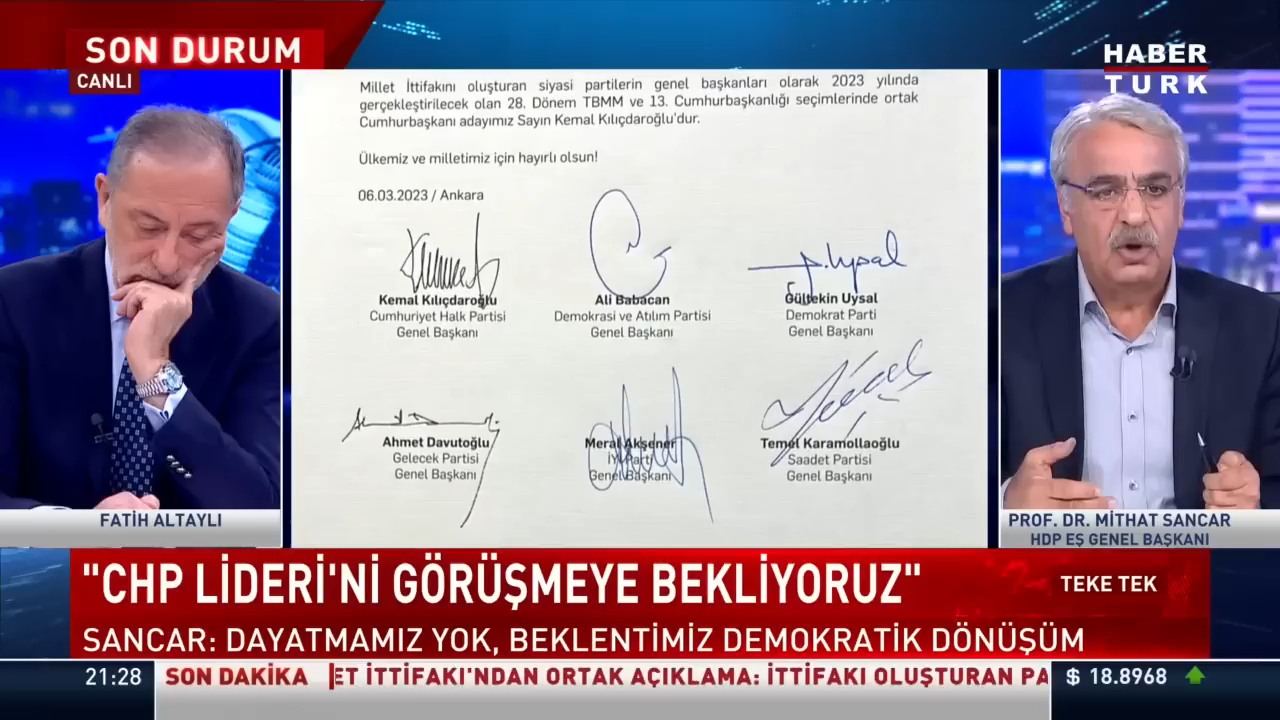 SON DURUM
CANLI
HABER
TURK
Millet İttifakını oluşturan siyasi partilerin genel başkanları olarak 2023 yılında
gerçekleştirilecek olan 28. Dönem TBMM ve 13. Cumhurbaşkanlığı seçimlerinde ortak
Cumhurbaşkanı adayımız Sayın Kemal Kılıçdaroğlu'dur.
Ülkemiz ve milletimiz için hayırlı olsun!
06.03.2023 / Ankara
p.Uysal
Kemal Kılıçdaroğlu
Cumhuriyet Halk Partisi
Genel Başkanı
Ali Babacan
Demokrasi ve Atılım Partisi
Genel Başkanı
Gültekin Uysal
Demokrat Parti
Genel Başkanı
Ahmet Davutoğlu
Gelecek Partisi
Genel Başkanı
Meral Akşener
İYİ Parti
Genel Başkanı
Temel Karamollaoğlu
Saadet Partisi
Genel Başkanı
FATİH ALTAYLI
PROF. DR. MİTHAT SANCAR
HDP EŞ GENEL BAŞKANI
"CHP LİDERİ'Nİ GÖRÜŞMEYE BEKLİYORUZ"
TEKE TEK
SANCAR: DAYATMAMIZ YOK, BEKLENTİMİZ DEMOKRATİK DÖNÜŞÜM
21:28 SON DAKİKA ET İTTİFAKI'NDAN ORTAK AÇIKLAMA: İTTİFAKI OLUŞTURAN PA $ 18.8968